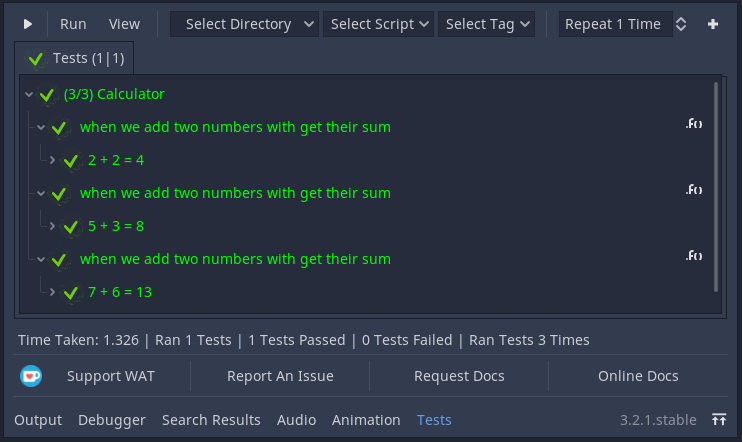 Run View Select Directory Select Script Select Tag Repeat 1 Time
Tests (1|1)
(3/3) Calculator
when we add two numbers with get their sum
2 + 2 = 4
when we add two numbers with get their sum
5 + 3 = 8
when we add two numbers with get their sum
7 + 6 = 13
Time Taken: 1.326 | Ran 1 Tests | 1 Tests Passed | 0 Tests Failed | Ran Tests 3 Times
Support WAT Report An Issue Request Docs Online Docs
Output Debugger Search Results Audio Animation Tests 3.2.1.stable